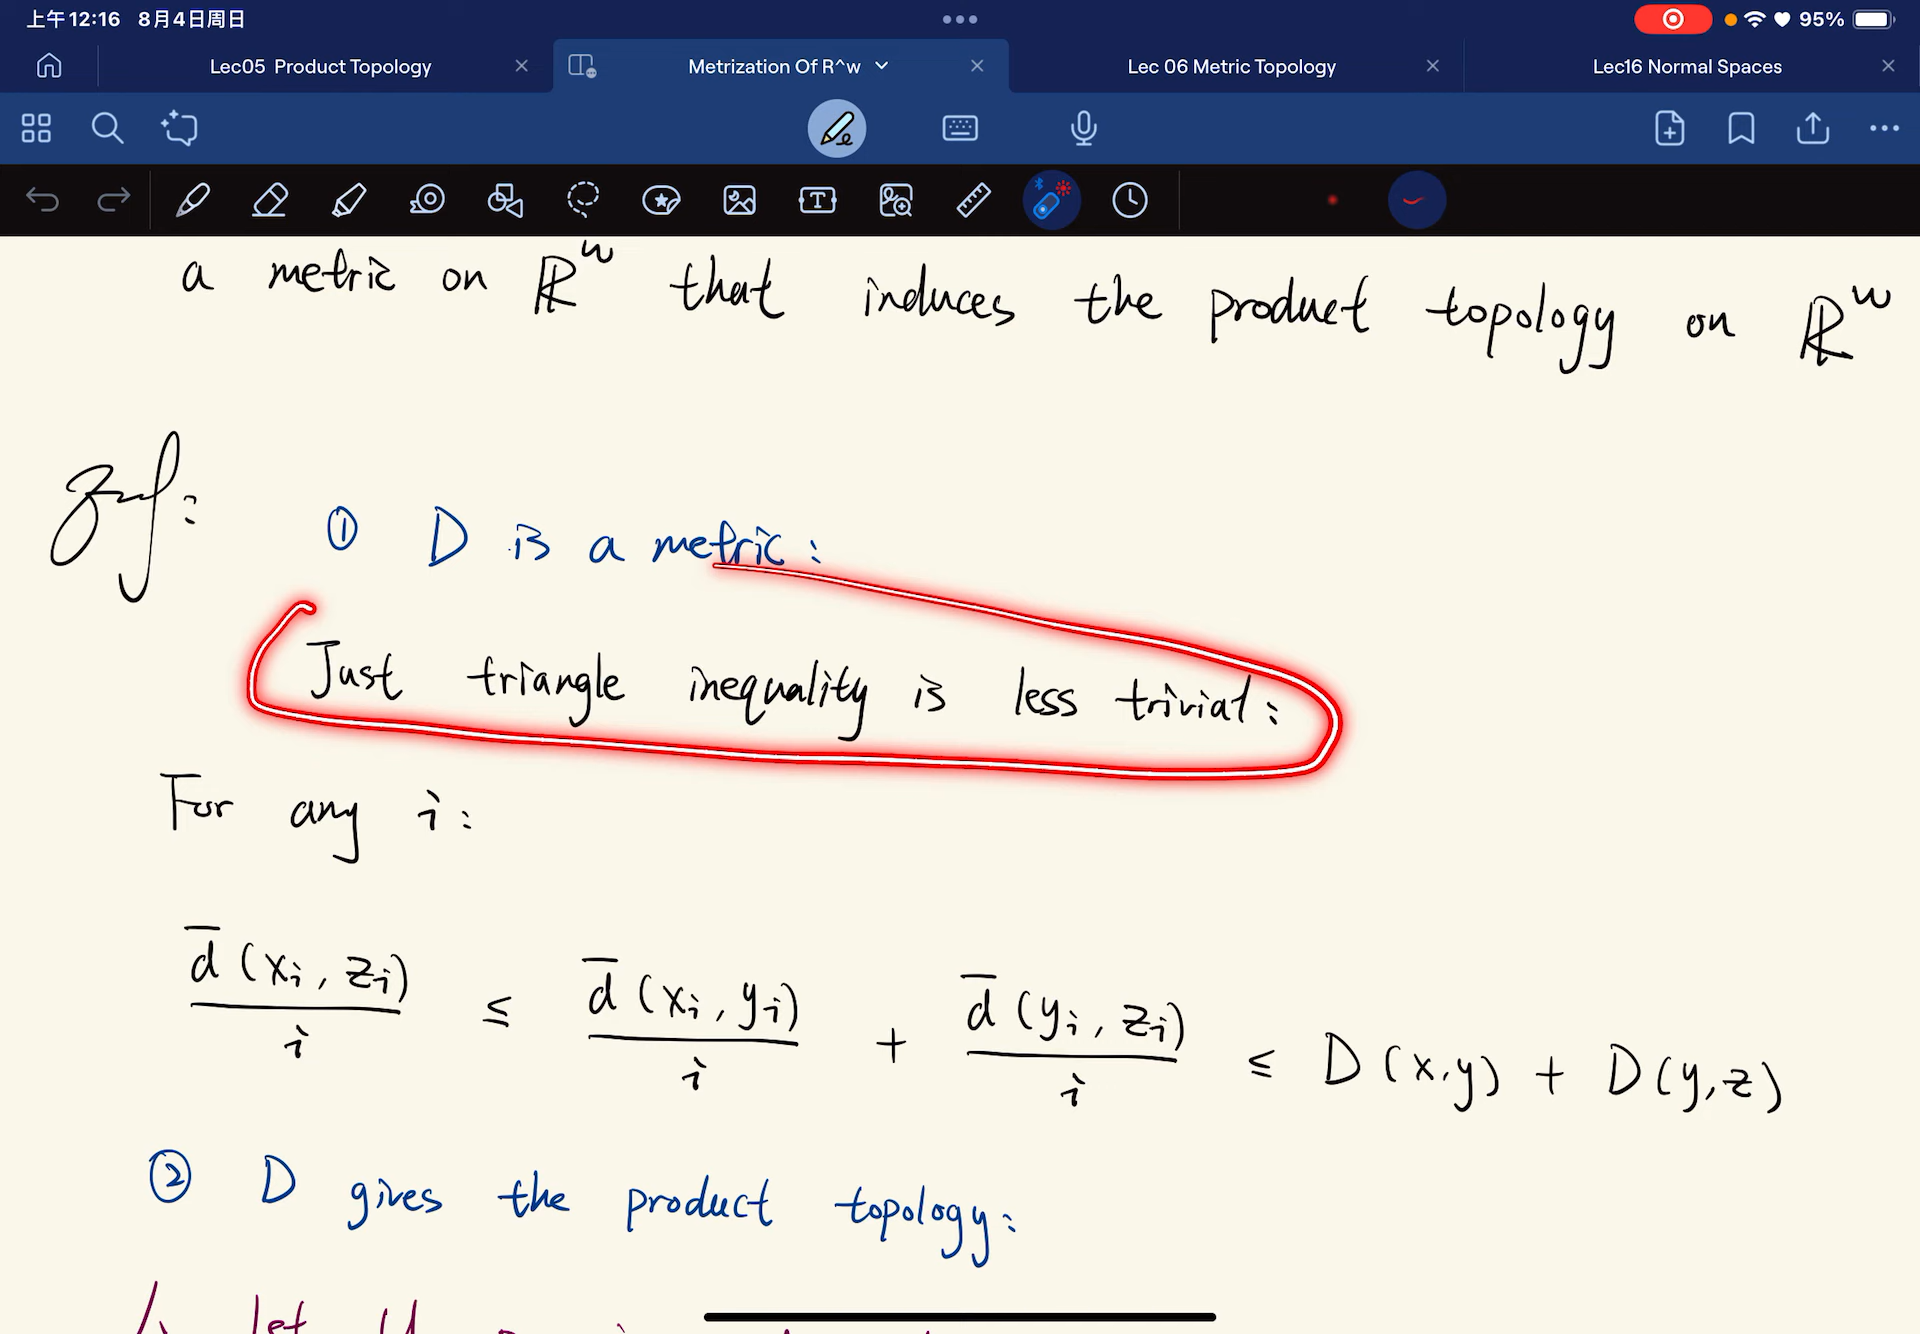 上午12:16 8月4日周日
95%
Lec05 Product Topology
Metrization Of R^w
Lec 06 Metric Topology
Lec16 Normal Spaces
a metric on ℝ^w that induces the product topology on ℝ^w
① D is a metric:
Just triangle inequality is less trivial:
For any i:
d̅(xᵢ, zᵢ)/i ≤ d̅(xᵢ, yᵢ)/i + d̅(yᵢ, zᵢ)/i ≤ D(x,y) + D(y,z)
② D gives the product topology:
let U